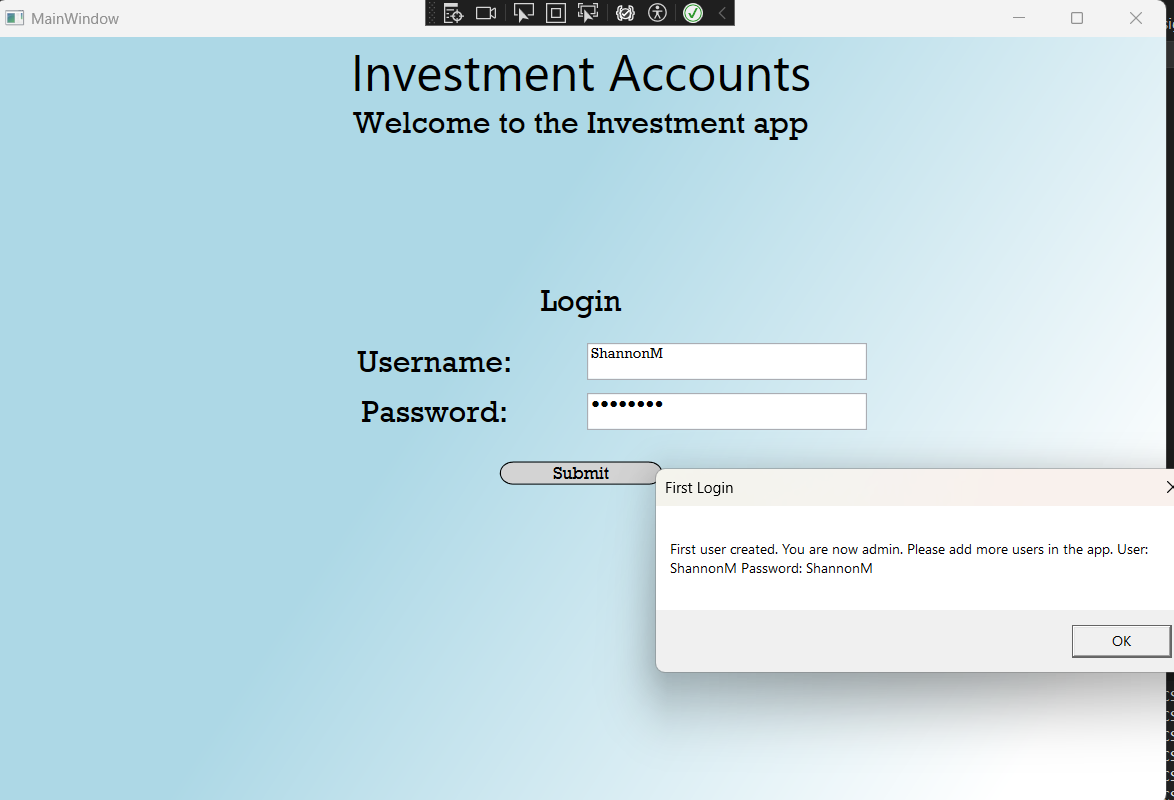 MainWindow
Investment Accounts
Welcome to the Investment app
Login
Username:
ShannonM
Password:
••••••••
Submit
First Login
First user created. You are now admin. Please add more users in the app. User:
ShannonM Password: ShannonM
OK